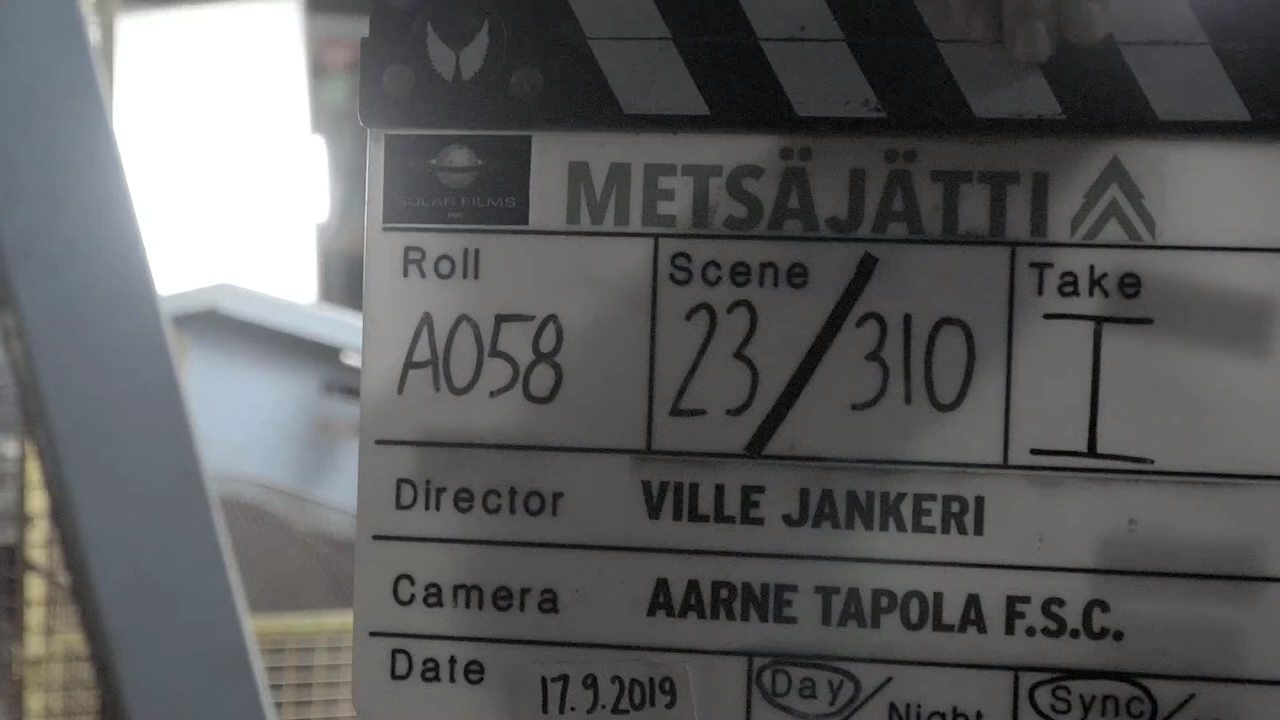 SOLAR FILMS
INC
METSÄJÄTTI
Roll
Scene
Take
A058
23/310
I
Director
VILLE JANKERI
Camera
AARNE TAPOLA F.S.C.
Date
17.9.2019
Day/
Night
Sync/